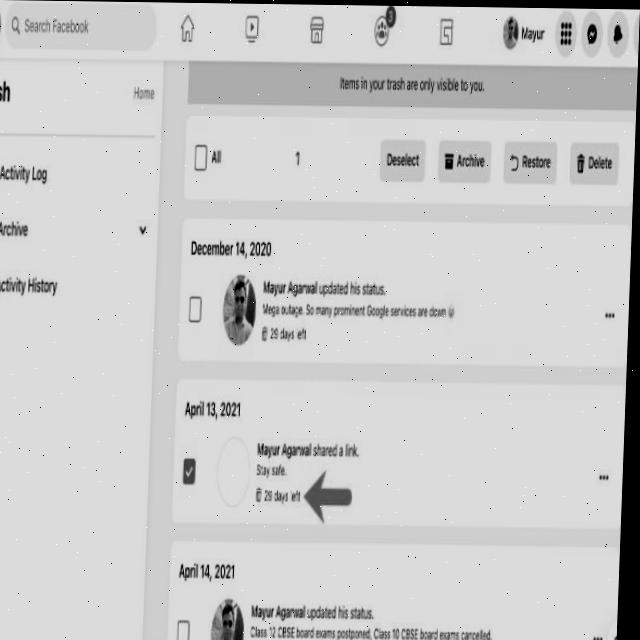 Search Facebook
3
Mayur
sh
Home
Items in your trash are only visible to you.
All
1
Deselect
Archive
Restore
Delete
Activity Log
Archive
ctivity History
December 14, 2020
Mayur Agarwal updated his status.
Mega outage. So many prominent Google services are down
29 days left
April 13, 2021
Mayur Agarwal shared a link.
Stay safe.
29 days left
April 14, 2021
Mayur Agarwal updated his status.
Class 12 CBSE board exams postponed, Class 10 CBSE board exams cancelled.